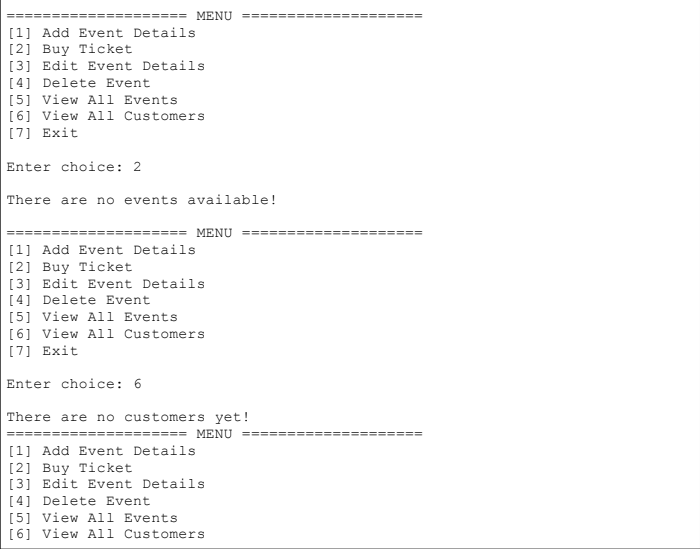 ==================== MENU ====================
[1] Add Event Details
[2] Buy Ticket
[3] Edit Event Details
[4] Delete Event
[5] View All Events
[6] View All Customers
[7] Exit
Enter choice: 2
There are no events available!
==================== MENU ====================
[1] Add Event Details
[2] Buy Ticket
[3] Edit Event Details
[4] Delete Event
[5] View All Events
[6] View All Customers
[7] Exit
Enter choice: 6
There are no customers yet!
==================== MENU ====================
[1] Add Event Details
[2] Buy Ticket
[3] Edit Event Details
[4] Delete Event
[5] View All Events
[6] View All Customers